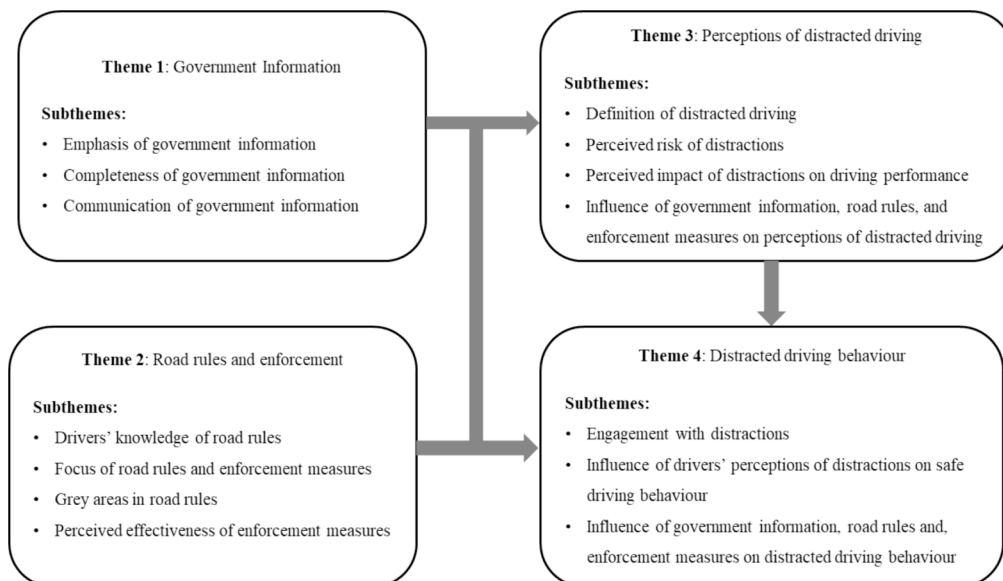 Theme 1: Government Information
Subthemes:
• Emphasis of government information
• Completeness of government information
• Communication of government information
Theme 2: Road rules and enforcement
Subthemes:
• Drivers’ knowledge of road rules
• Focus of road rules and enforcement measures
• Grey areas in road rules
• Perceived effectiveness of enforcement measures
Theme 3: Perceptions of distracted driving
Subthemes:
• Definition of distracted driving
• Perceived risk of distractions
• Perceived impact of distractions on driving performance
• Influence of government information, road rules, and
enforcement measures on perceptions of distracted driving
Theme 4: Distracted driving behaviour
Subthemes:
• Engagement with distractions
• Influence of drivers’ perceptions of distractions on safe
driving behaviour
• Influence of government information, road rules and,
enforcement measures on distracted driving behaviour